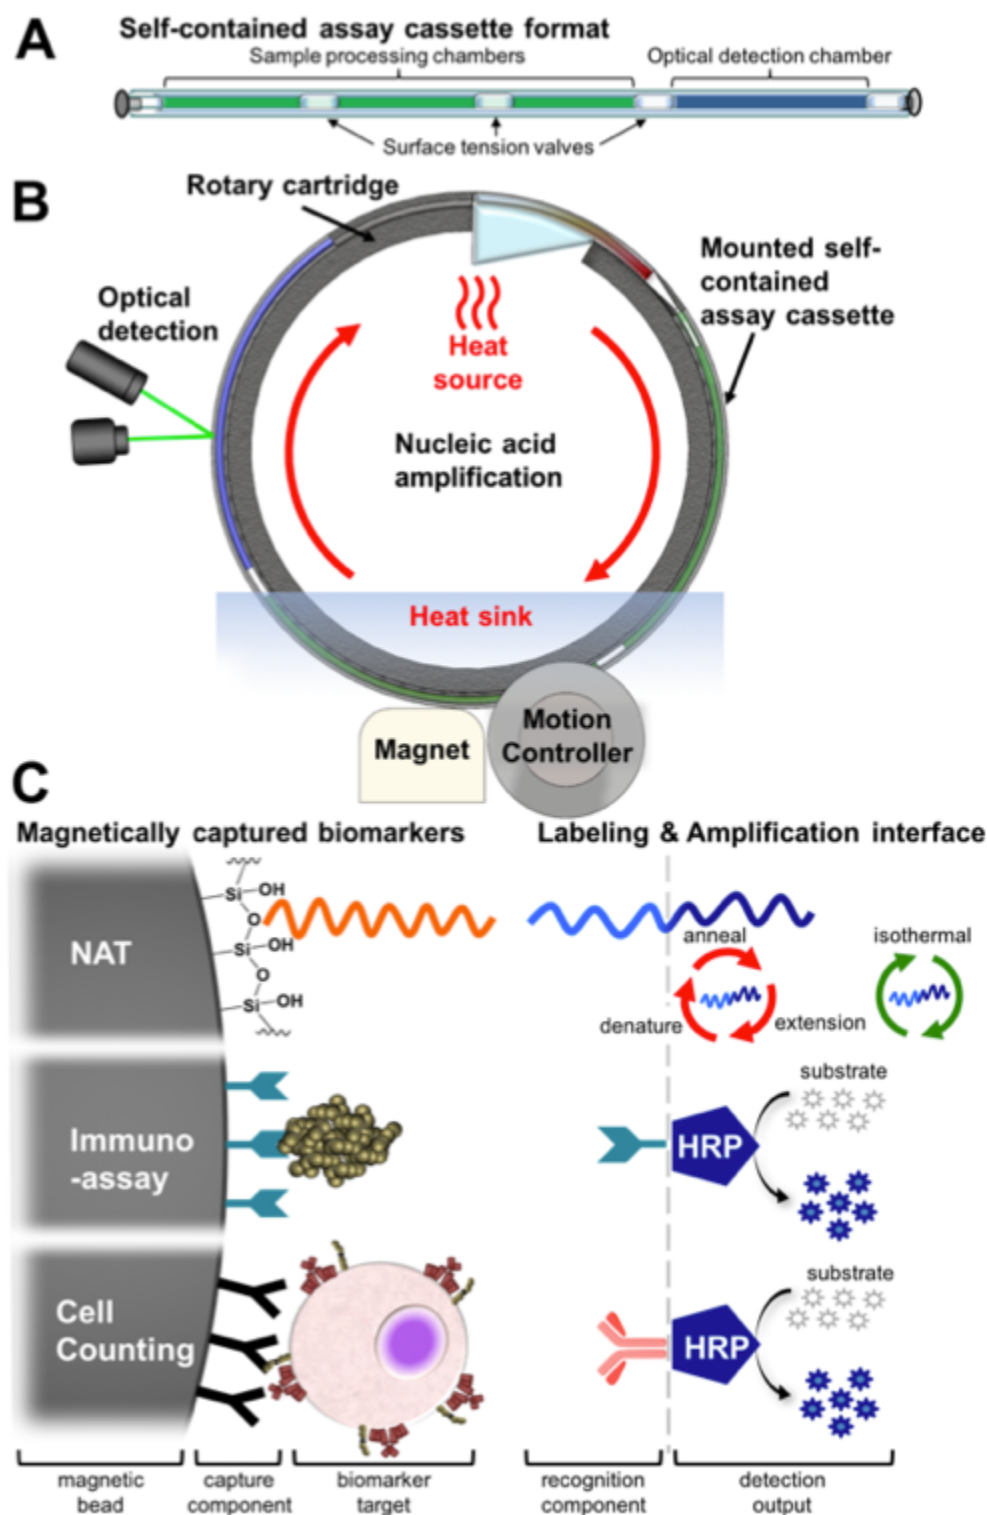 A
Self-contained assay cassette format
Sample processing chambers
Optical detection chamber
Surface tension valves
B
Rotary cartridge
Mounted self-
contained
assay cassette
Optical
detection
Heat
source
Nucleic acid
amplification
Heat sink
Magnet
Motion
Controller
C
Magnetically captured biomarkers
Labeling & Amplification interface
NAT
Si
OH
O
Si
OH
O
Si
OH
anneal
isothermal
denature
extension
Immuno
-assay
HRP
substrate
Cell
Counting
HRP
substrate
magnetic
bead
capture
component
biomarker
target
recognition
component
detection
output